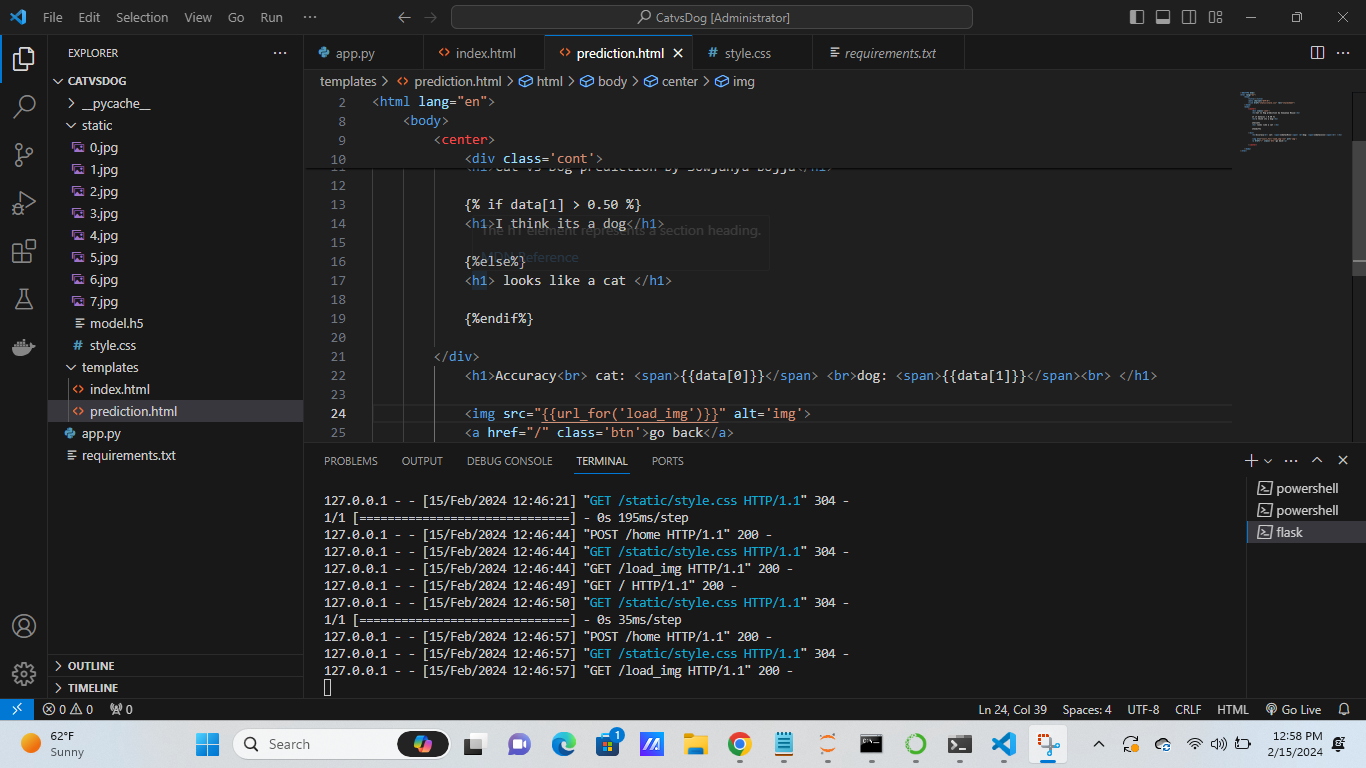 File Edit Selection View Go Run ··· CatvsDog [Administrator]
EXPLORER ···
app.py index.html prediction.html style.css requirements.txt
CATVSDOG
__pycache__
static
0.jpg
1.jpg
2.jpg
3.jpg
4.jpg
5.jpg
6.jpg
7.jpg
model.h5
style.css
templates
index.html
prediction.html
app.py
requirements.txt
OUTLINE
TIMELINE
templates > prediction.html > html > body > center > img
2 <html lang="en">
8 <body>
9 <center>
10 <div class='cont'>
11 <h1>Cat vs Dog prediction by Sowjanya Bojja</h1>
12
13 {% if data[1] > 0.50 %}
14 <h1>I think its a dog</h1>
The h1 element represents a section heading.
15
MDN Reference
16 {%else%}
17 <h1> looks like a cat </h1>
18
19 {%endif%}
20
21 </div>
22 <h1>Accuracy<br> cat: <span>{{data[0]}}</span> <br>dog: <span>{{data[1]}}</span><br> </h1>
23
24 <img src="{{url_for('load_img')}}" alt='img'>
25 <a href="/" class='btn'>go back</a>
PROBLEMS OUTPUT DEBUG CONSOLE TERMINAL PORTS
127.0.0.1 - - [15/Feb/2024 12:46:21] "GET /static/style.css HTTP/1.1" 304 -
1/1 [==============================] - 0s 195ms/step
127.0.0.1 - - [15/Feb/2024 12:46:44] "POST /home HTTP/1.1" 200 -
127.0.0.1 - - [15/Feb/2024 12:46:44] "GET /static/style.css HTTP/1.1" 304 -
127.0.0.1 - - [15/Feb/2024 12:46:44] "GET /load_img HTTP/1.1" 200 -
127.0.0.1 - - [15/Feb/2024 12:46:49] "GET / HTTP/1.1" 200 -
127.0.0.1 - - [15/Feb/2024 12:46:50] "GET /static/style.css HTTP/1.1" 304 -
1/1 [==============================] - 0s 35ms/step
127.0.0.1 - - [15/Feb/2024 12:46:57] "POST /home HTTP/1.1" 200 -
127.0.0.1 - - [15/Feb/2024 12:46:57] "GET /static/style.css HTTP/1.1" 304 -
127.0.0.1 - - [15/Feb/2024 12:46:57] "GET /load_img HTTP/1.1" 200 -
powershell
powershell
flask
0 0 0 Ln 24, Col 39 Spaces: 4 UTF-8 CRLF HTML Go Live
62°F
Sunny
Search
1
12:58 PM
2/15/2024